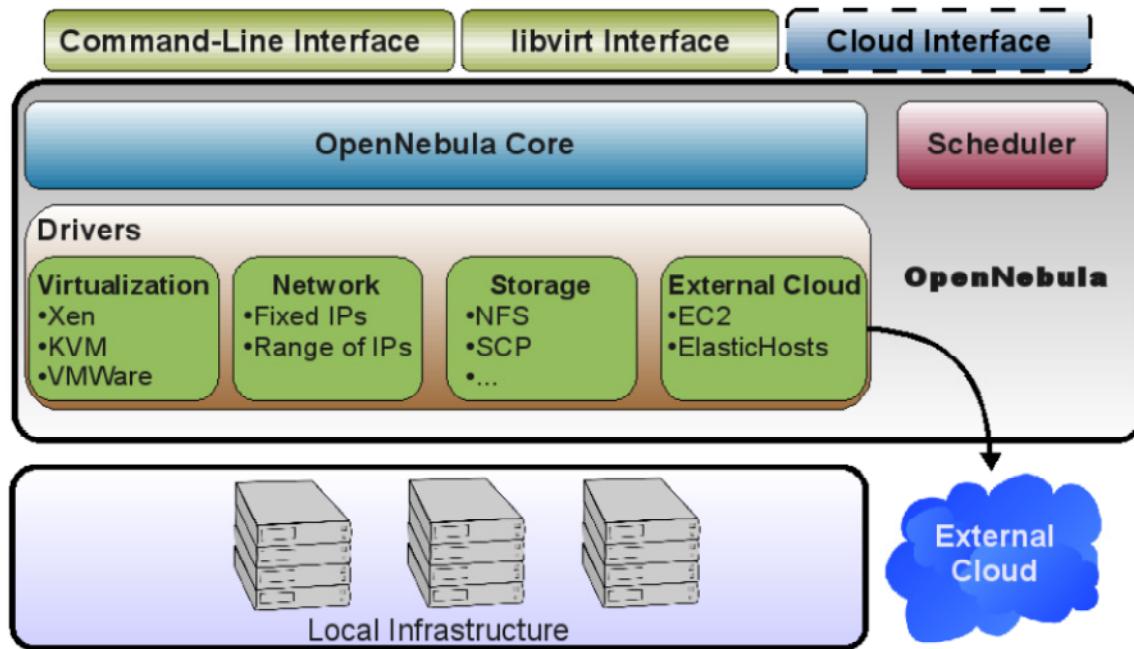 Command-Line Interface
libvirt Interface
Cloud Interface
OpenNebula Core
Scheduler
Drivers
Virtualization
•Xen
•KVM
•VMWare
Network
•Fixed IPs
•Range of IPs
Storage
•NFS
•SCP
•...
External Cloud
•EC2
•ElasticHosts
OpenNebula
Local Infrastructure
External
Cloud